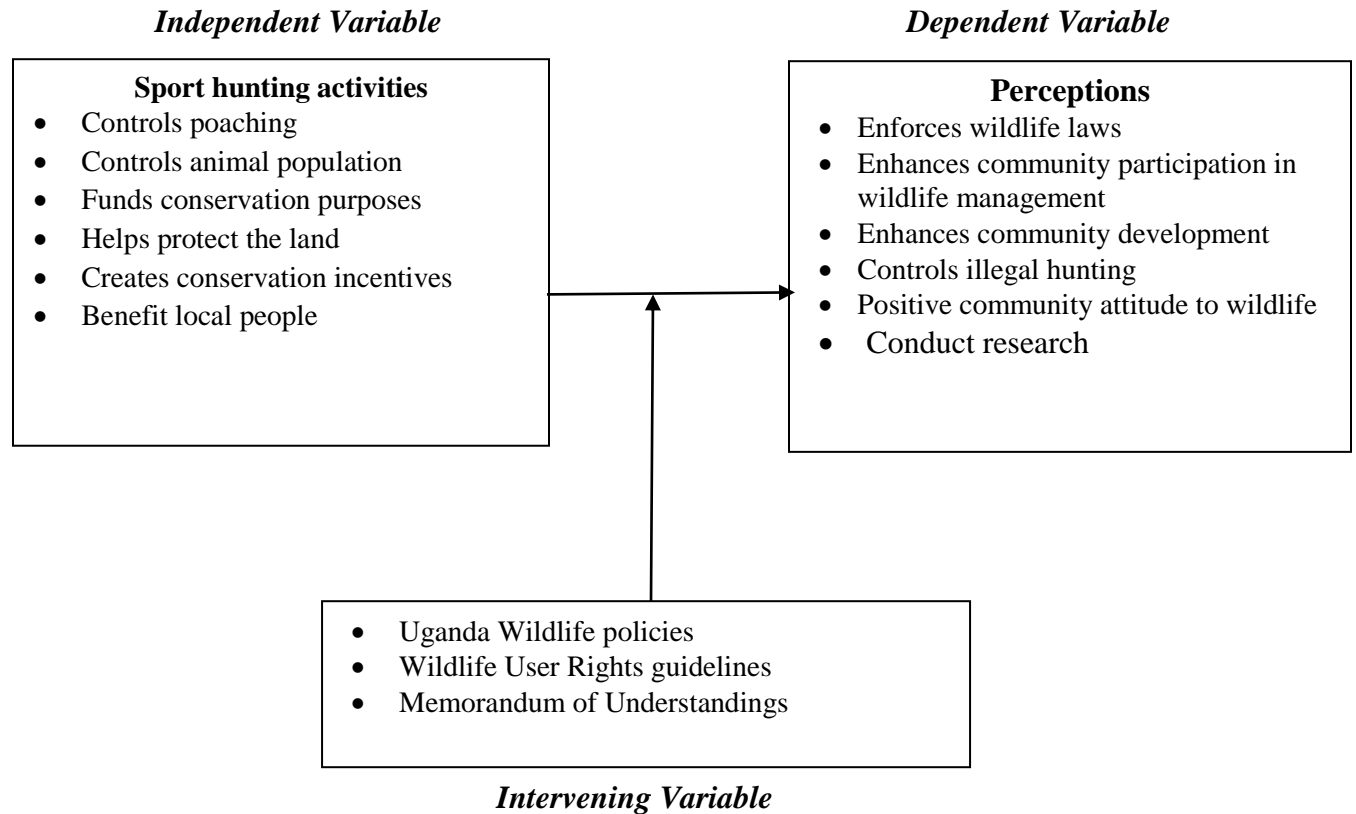 Independent Variable
Sport hunting activities
• Controls poaching
• Controls animal population
• Funds conservation purposes
• Helps protect the land
• Creates conservation incentives
• Benefit local people
Dependent Variable
Perceptions
• Enforces wildlife laws
• Enhances community participation in
wildlife management
• Enhances community development
• Controls illegal hunting
• Positive community attitude to wildlife
• Conduct research
• Uganda Wildlife policies
• Wildlife User Rights guidelines
• Memorandum of Understandings
Intervening Variable